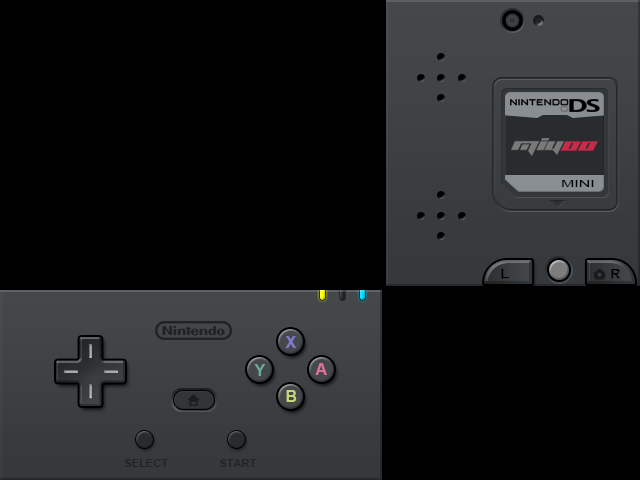 NINTENDO DS
miyoo
MINI
L
R
Nintendo
X
Y
A
B
SELECT
START